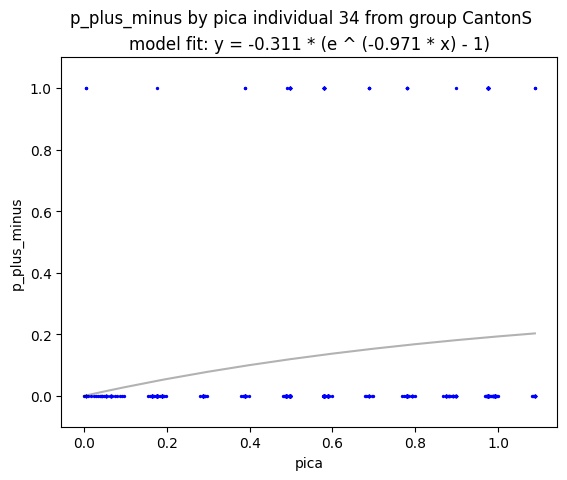 p_plus_minus by pica individual 34 from group CantonS
model fit: y = -0.311 * (e ^ (-0.971 * x) - 1)
1.0
0.8
0.6
0.4
0.2
0.0
p_plus_minus
0.0 0.2 0.4 0.6 0.8 1.0
pica